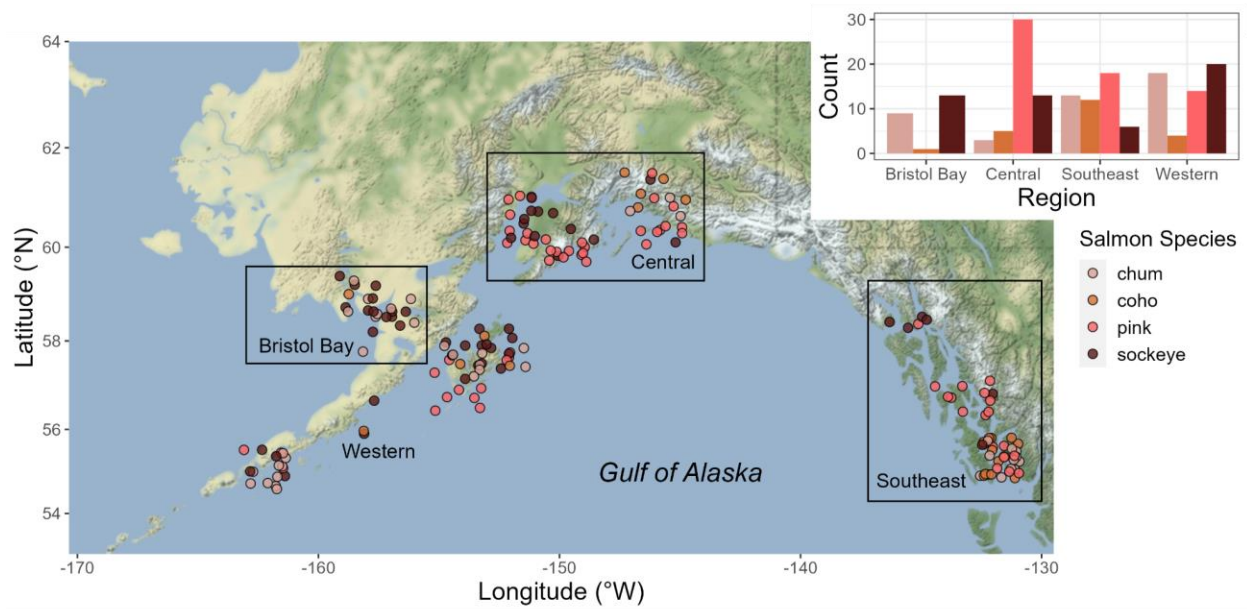 64
62
60
58
56
54
Latitude (°N)
-170
-160
-150
-140
-130
Longitude (°W)
Bristol Bay
Central
Western
Gulf of Alaska
Southeast
30
20
10
0
Count
Bristol Bay Central Southeast Western
Region
Salmon Species
chum
coho
pink
sockeye